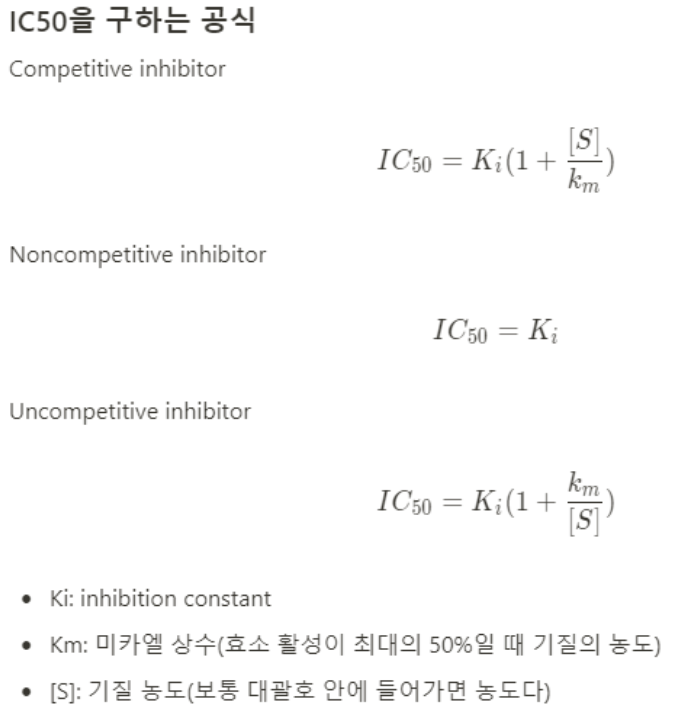 IC50을 구하는 공식
Competitive inhibitor
IC₅₀ = Kᵢ(1 + [S]/kₘ)
Noncompetitive inhibitor
IC₅₀ = Kᵢ
Uncompetitive inhibitor
IC₅₀ = Kᵢ(1 + kₘ/[S])
• Ki: inhibition constant
• Km: 미카엘 상수(효소 활성이 최대의 50%일 때 기질의 농도)
• [S]: 기질 농도(보통 대괄호 안에 들어가면 농도다)